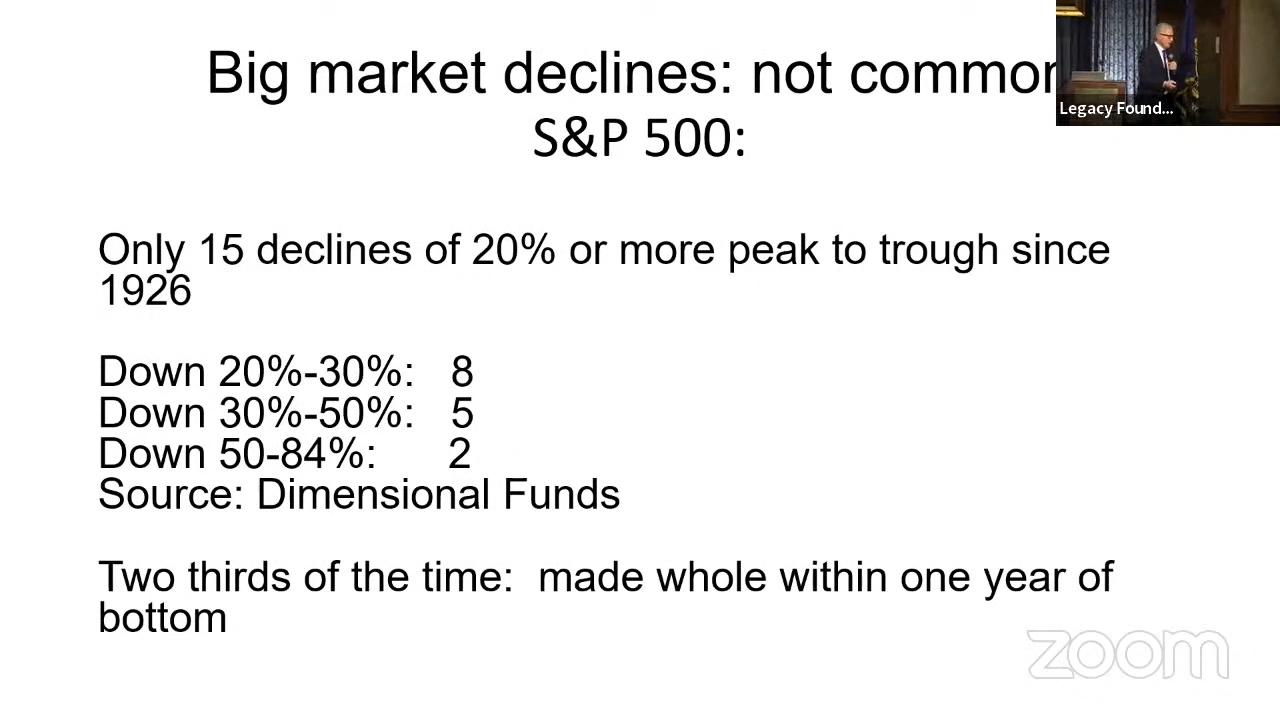 Big market declines: not commo
S&P 500:
Legacy Found...
Only 15 declines of 20% or more peak to trough since
1926
Down 20%-30%: 8
Down 30%-50%: 5
Down 50-84%: 2
Source: Dimensional Funds
Two thirds of the time: made whole within one year of
bottom
zoom